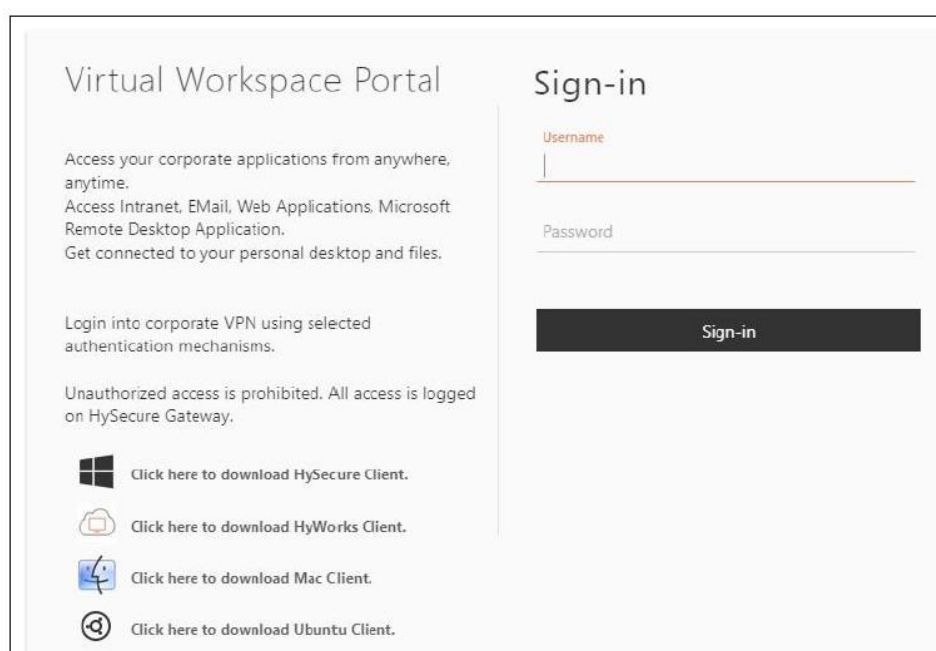 Virtual Workspace Portal
Access your corporate applications from anywhere,
anytime.
Access Intranet, EMail, Web Applications, Microsoft
Remote Desktop Application.
Get connected to your personal desktop and files.
Login into corporate VPN using selected
authentication mechanisms.
Unauthorized access is prohibited. All access is logged
on HySecure Gateway.
Click here to download HySecure Client.
Click here to download HyWorks Client.
Click here to download Mac Client.
Click here to download Ubuntu Client.
Sign-in
Username
Password
Sign-in